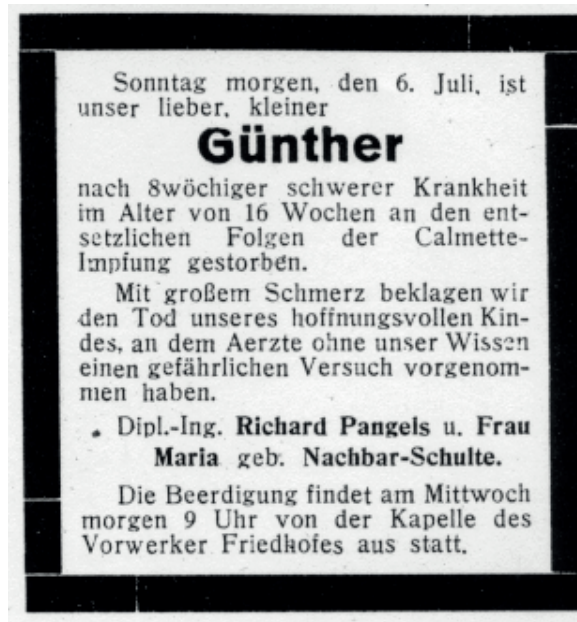 Sonntag morgen, den 6. Juli, ist
unser lieber, kleiner
Günther
nach 8wöchiger schwerer Krankheit
im Alter von 16 Wochen an den ent-
setzlichen Folgen der Calmette-
Impfung gestorben.
Mit großem Schmerz beklagen wir
den Tod unseres hoffnungsvollen Kin-
des, an dem Aerzte ohne unser Wissen
einen gefährlichen Versuch vorgenom-
men haben.
Dipl.-Ing. Richard Pangels u. Frau
Maria geb. Nachbar-Schulte.
Die Beerdigung findet am Mittwoch
morgen 9 Uhr von der Kapelle des
Vorwerker Friedhofes aus statt.